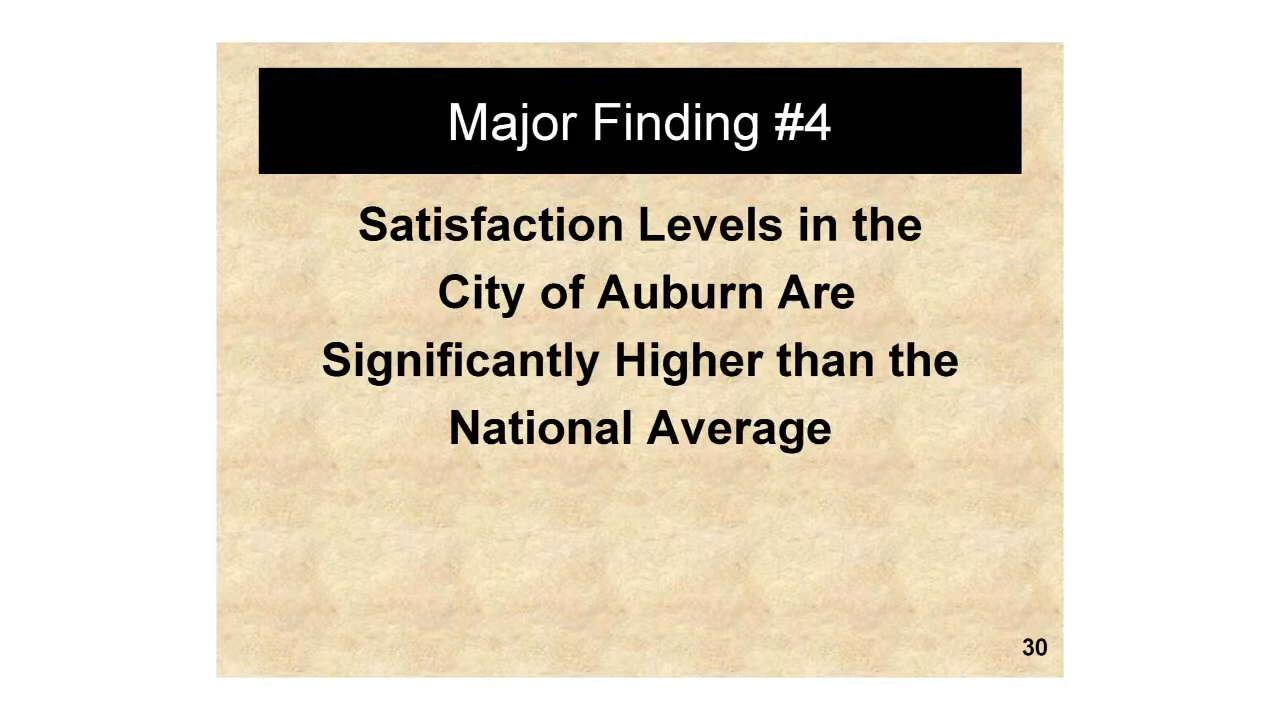 Major Finding #4
Satisfaction Levels in the
City of Auburn Are
Significantly Higher than the
National Average
30